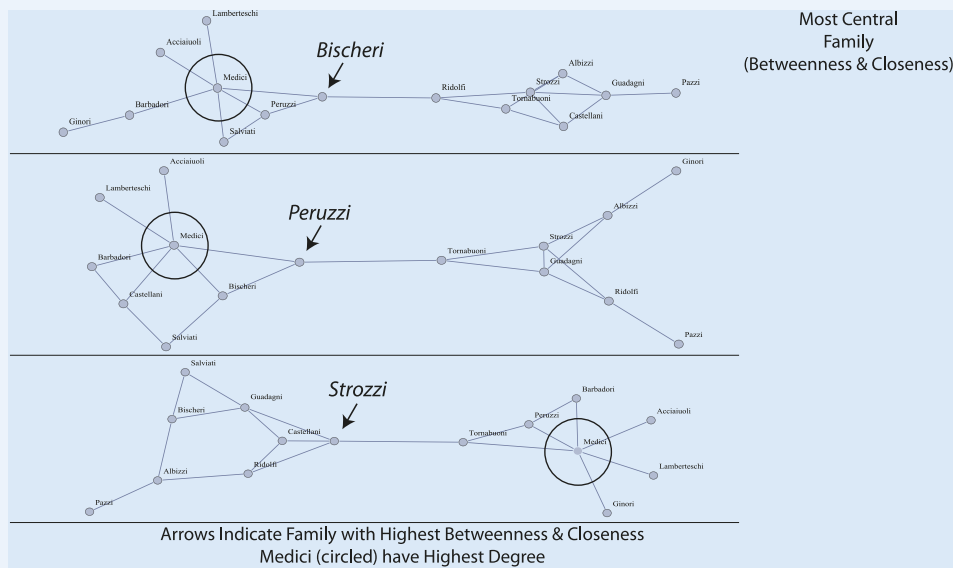 Most Central
Family
(Betweenness & Closeness)
Lamberteschi
Acciaiuoli
Bischeri
Medici
Barbadori
Peruzzi
Ginori
Salviati
Ridolfi
Albizzi
Strozzi
Guadagni
Pazzi
Tornabuoni
Castellani
Acciaiuoli
Lamberteschi
Peruzzi
Medici
Barbadori
Bischeri
Castellani
Salviati
Ginori
Albizzi
Strozzi
Tornabuoni
Guadagni
Ridolfi
Pazzi
Salviati
Guadagni
Strozzi
Bischeri
Castellani
Albizzi
Ridolfi
Pazzi
Barbadori
Peruzzi
Acciaiuoli
Tornabuoni
Medici
Lamberteschi
Ginori
Arrows Indicate Family with Highest Betweenness & Closeness
Medici (circled) have Highest Degree